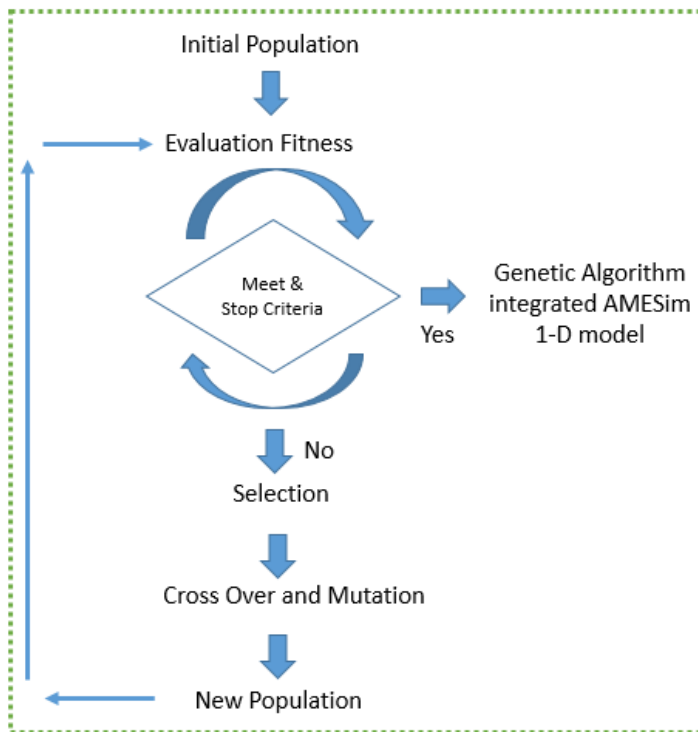 Initial Population
Evaluation Fitness
Meet &
Stop Criteria
Yes
Genetic Algorithm
integrated AMESim
1-D model
No
Selection
Cross Over and Mutation
New Population